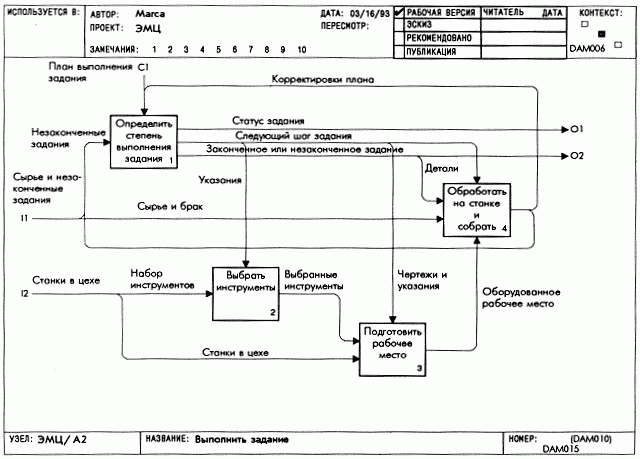 ИСПОЛЬЗУЕТСЯ В:
АВТОР: Marca
ДАТА: 03/16/93
ПРОЕКТ: ЭМЦ
ПЕРЕСМОТР:
ЗАМЕЧАНИЯ: 1 2 3 4 5 6 7 8 9 10
✓ РАБОЧАЯ ВЕРСИЯ
ЧИТАТЕЛЬ ДАТА
ЭСКИЗ
РЕКОМЕНДОВАНО
ПУБЛИКАЦИЯ
КОНТЕКСТ:
DAM006
План выполнения
задания
C1
Корректировки плана
Незаконченные
задания
Определить
степень
выполнения
задания 1
Статус задания
O1
Следующий шаг задания
Законченное или незаконченное задание
O2
Сырье и неза-
конченные
задания
I1
Указания
Детали
Сырье и брак
Обработать
на станке
и
собрать 4
Станки в цехе
I2
Набор
инструментов
Выбрать
инструменты
2
Выбранные
инструменты
Чертежи и
указания
Оборудованное
рабочее место
Станки в цехе
Подготовить
рабочее
место
3
УЗЕЛ: ЭМЦ/А2
НАЗВАНИЕ: Выполнить задание
НОМЕР: (DAM010)
DAM015